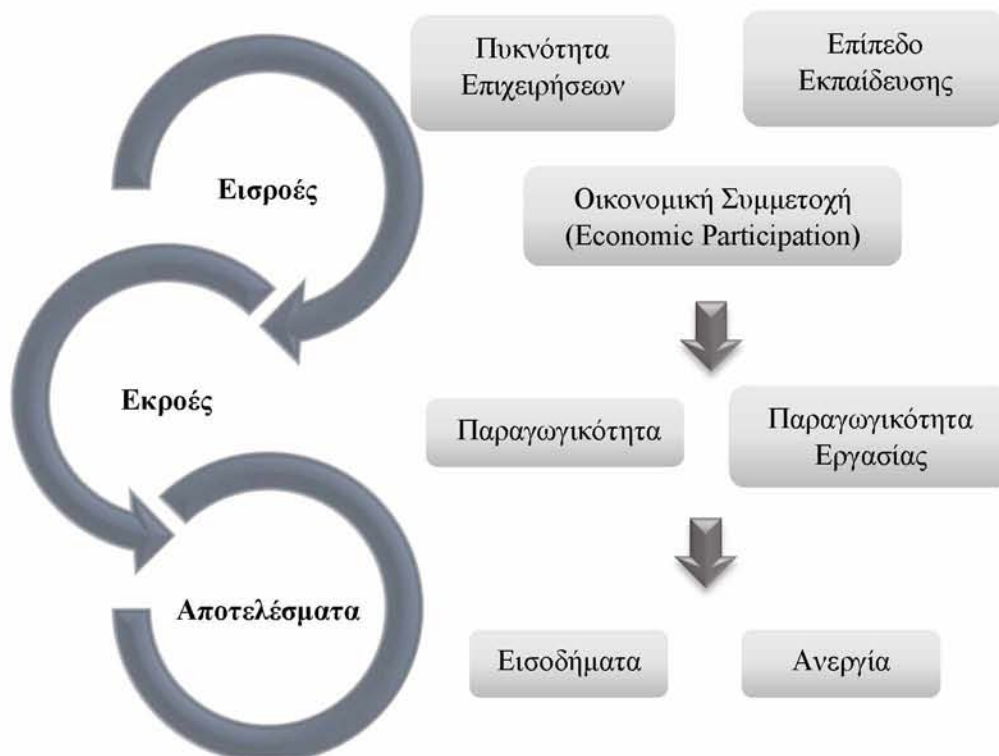 Πυκνότητα
Επιχειρήσεων
Επίπεδο
Εκπαίδευσης
Εισροές
Οικονομική Συμμετοχή
(Economic Participation)
Εκροές
Παραγωγικότητα
Παραγωγικότητα
Εργασίας
Αποτελέσματα
Εισοδήματα
Ανεργία